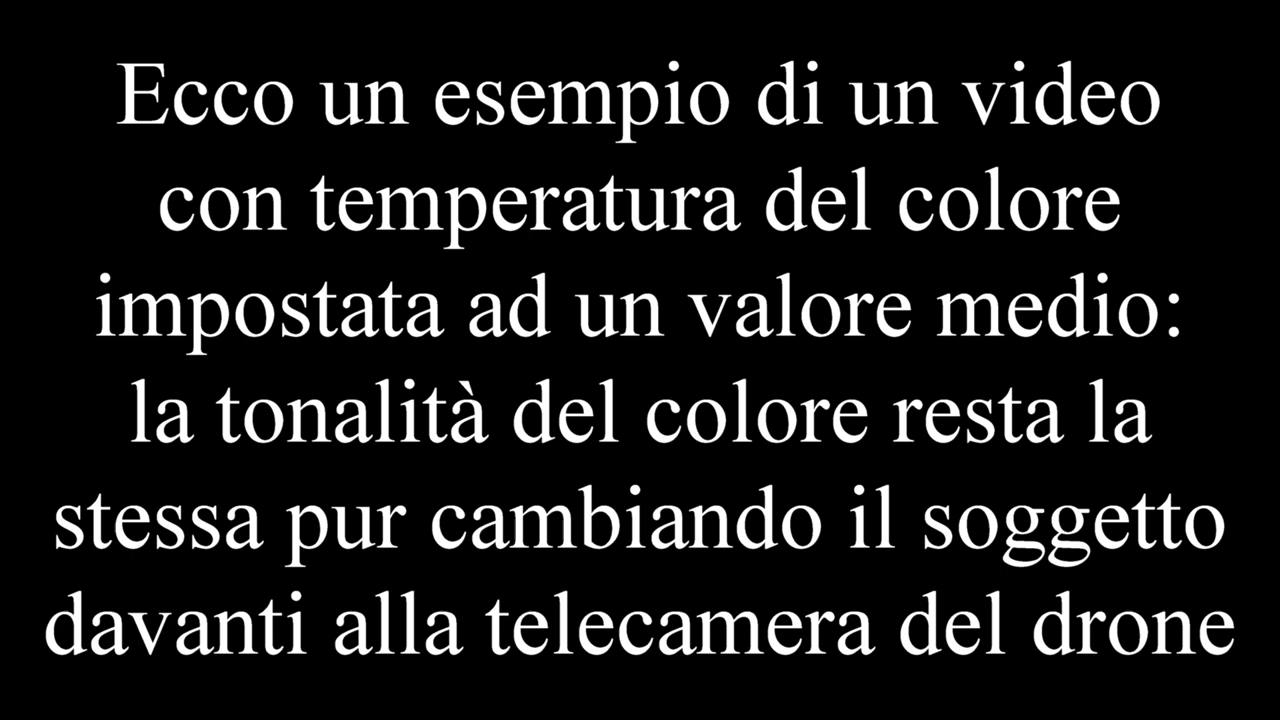 Ecco un esempio di un video
con temperatura del colore
impostata ad un valore medio:
la tonalità del colore resta la
stessa pur cambiando il soggetto
davanti alla telecamera del drone